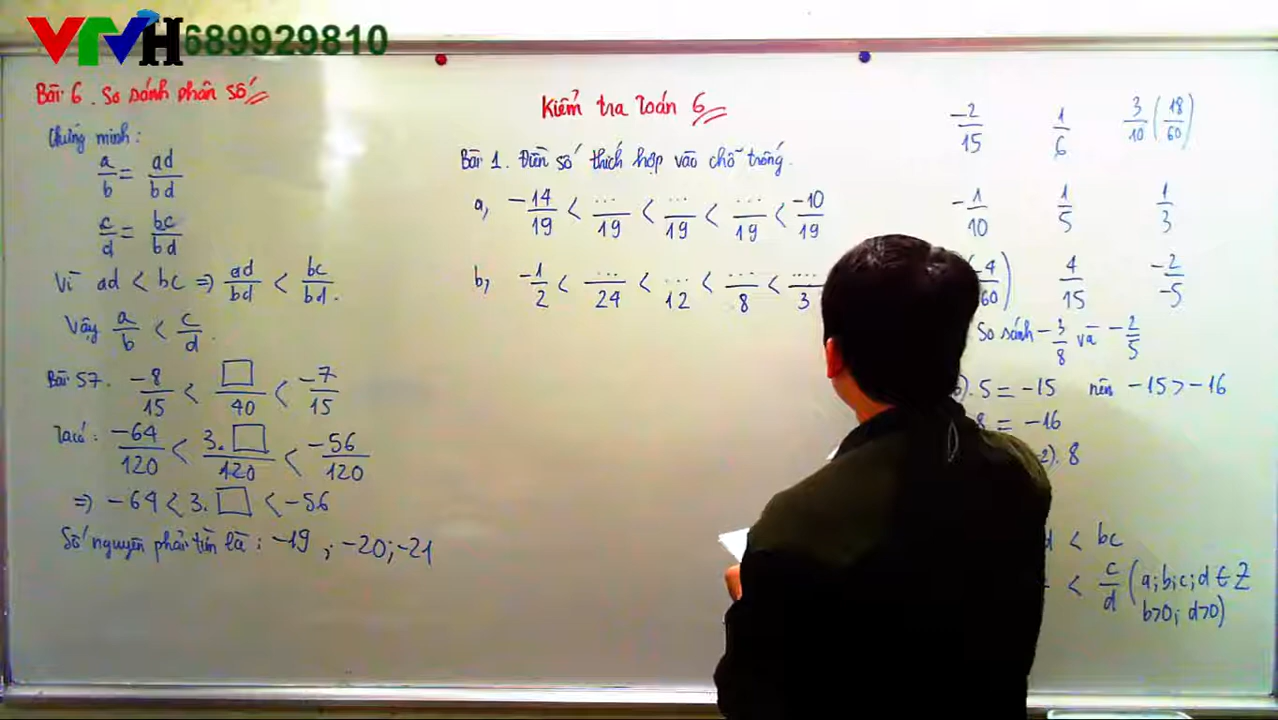 VTVH 689929810
Bài 6. So sánh phân số
Chứng minh:
a/b = ad/bd
c/d = bc/bd
Vì ad < bc => ad/bd < bc/bd.
Vậy a/b < c/d.
Bài 57. -8/15 < □/40 < -7/15
Ta có: -64/120 < 3.□/120 < -56/120
=> -64 < 3.□ < -56
Số nguyên phải tìm là: -19; -20; -21
Kiểm tra Toán 6
Bài 1. Điền số thích hợp vào chỗ trống.
a, -14/19 < .../19 < .../19 < .../19 < -10/19
b, -1/2 < .../24 < .../12 < .../8 < .../3
-2/15 1/6 3/10 (18/60)
-1/10 1/5 1/3
-4/60) 4/15 -2/-5
So sánh -3/8 và -2/5
). 5 = -15 nên -15 > -16
8 = -16
-2). 8
d < bc
< c/d (a; b; c; d ∈ Z
b>0; d>0)